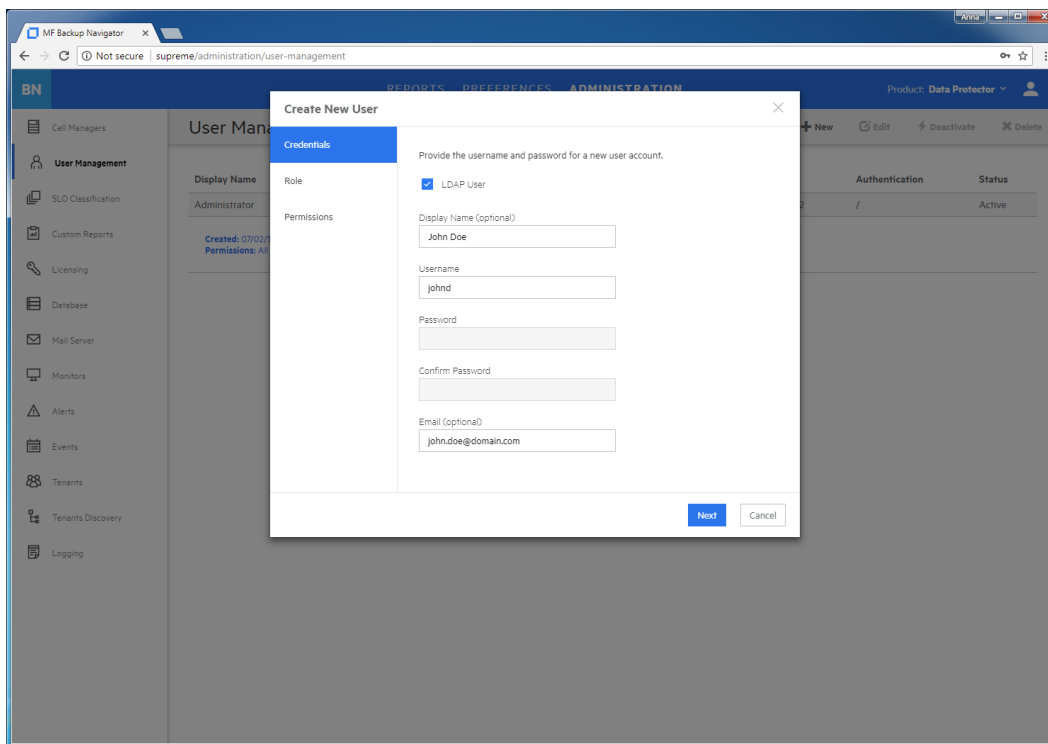 Anna
MF Backup Navigator
Not secure | supreme/administration/user-management
BN
REPORTS PREFERENCES ADMINISTRATION
Product: Data Protector
Cell Managers
User Management
SLO Classification
Custom Reports
Licensing
Database
Mail Server
Monitors
Alerts
Events
Tenants
Tenants Discovery
Logging
User Mana
New Edit Deactivate Delete
Display Name Authentication Status
Administrator 2 / Active
Created: 07/02/1
Permissions: All
Create New User
Credentials
Role
Permissions
Provide the username and password for a new user account.
LDAP User
Display Name (optional)
John Doe
Username
johnd
Password
Confirm Password
Email (optional)
john.doe@domain.com
Next Cancel